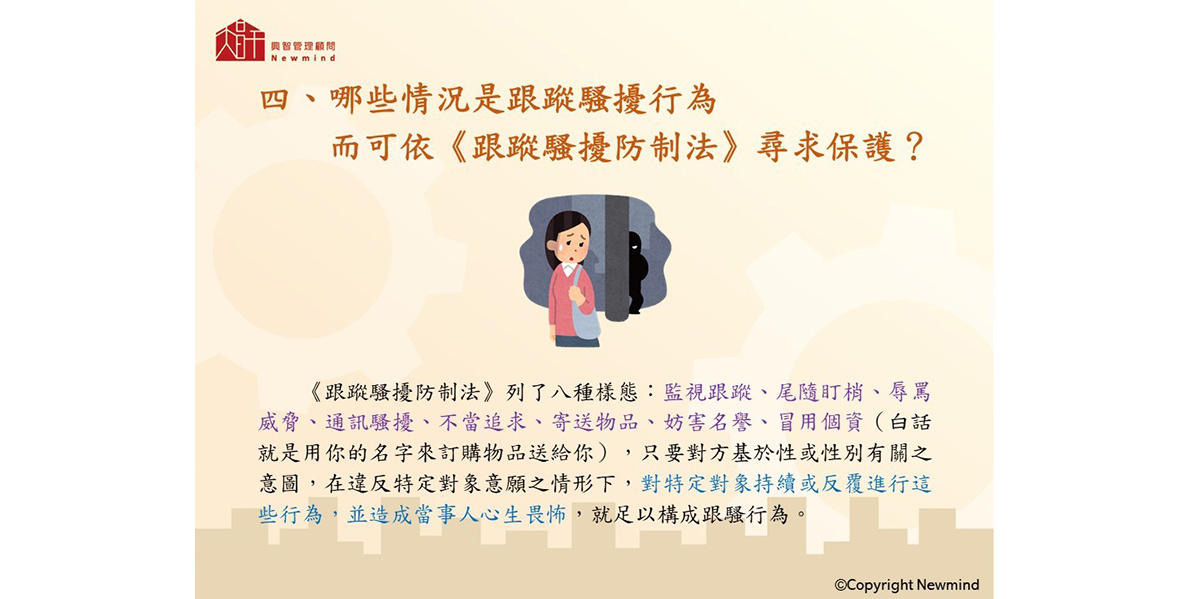 興智管理顧問
Newmind
四、哪些情況是跟蹤騷擾行為
而可依《跟蹤騷擾防制法》尋求保護？
《跟蹤騷擾防制法》列了八種樣態：監視跟蹤、尾隨盯梢、辱罵
威脅、通訊騷擾、不當追求、寄送物品、妨害名譽、冒用個資（白話
就是用你的名字來訂購物品送給你），只要對方基於性或性別有關之
意圖，在違反特定對象意願之情形下，對特定對象持續或反覆進行這
些行為，並造成當事人心生畏怖，就足以構成跟騷行為。
©Copyright Newmind